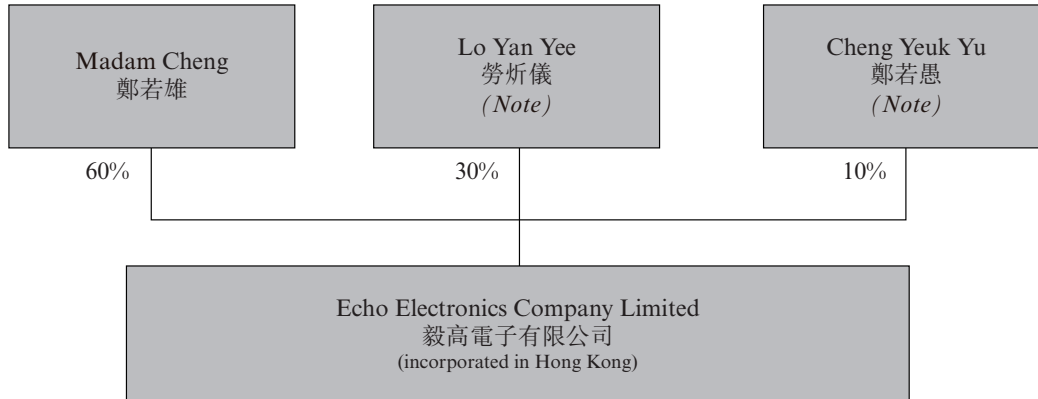 Madam Cheng
鄭若雄
Lo Yan Yee
勞炘儀
(Note)
Cheng Yeuk Yu
鄭若愚
(Note)
60%
30%
10%
Echo Electronics Company Limited
毅高電子有限公司
(incorporated in Hong Kong)